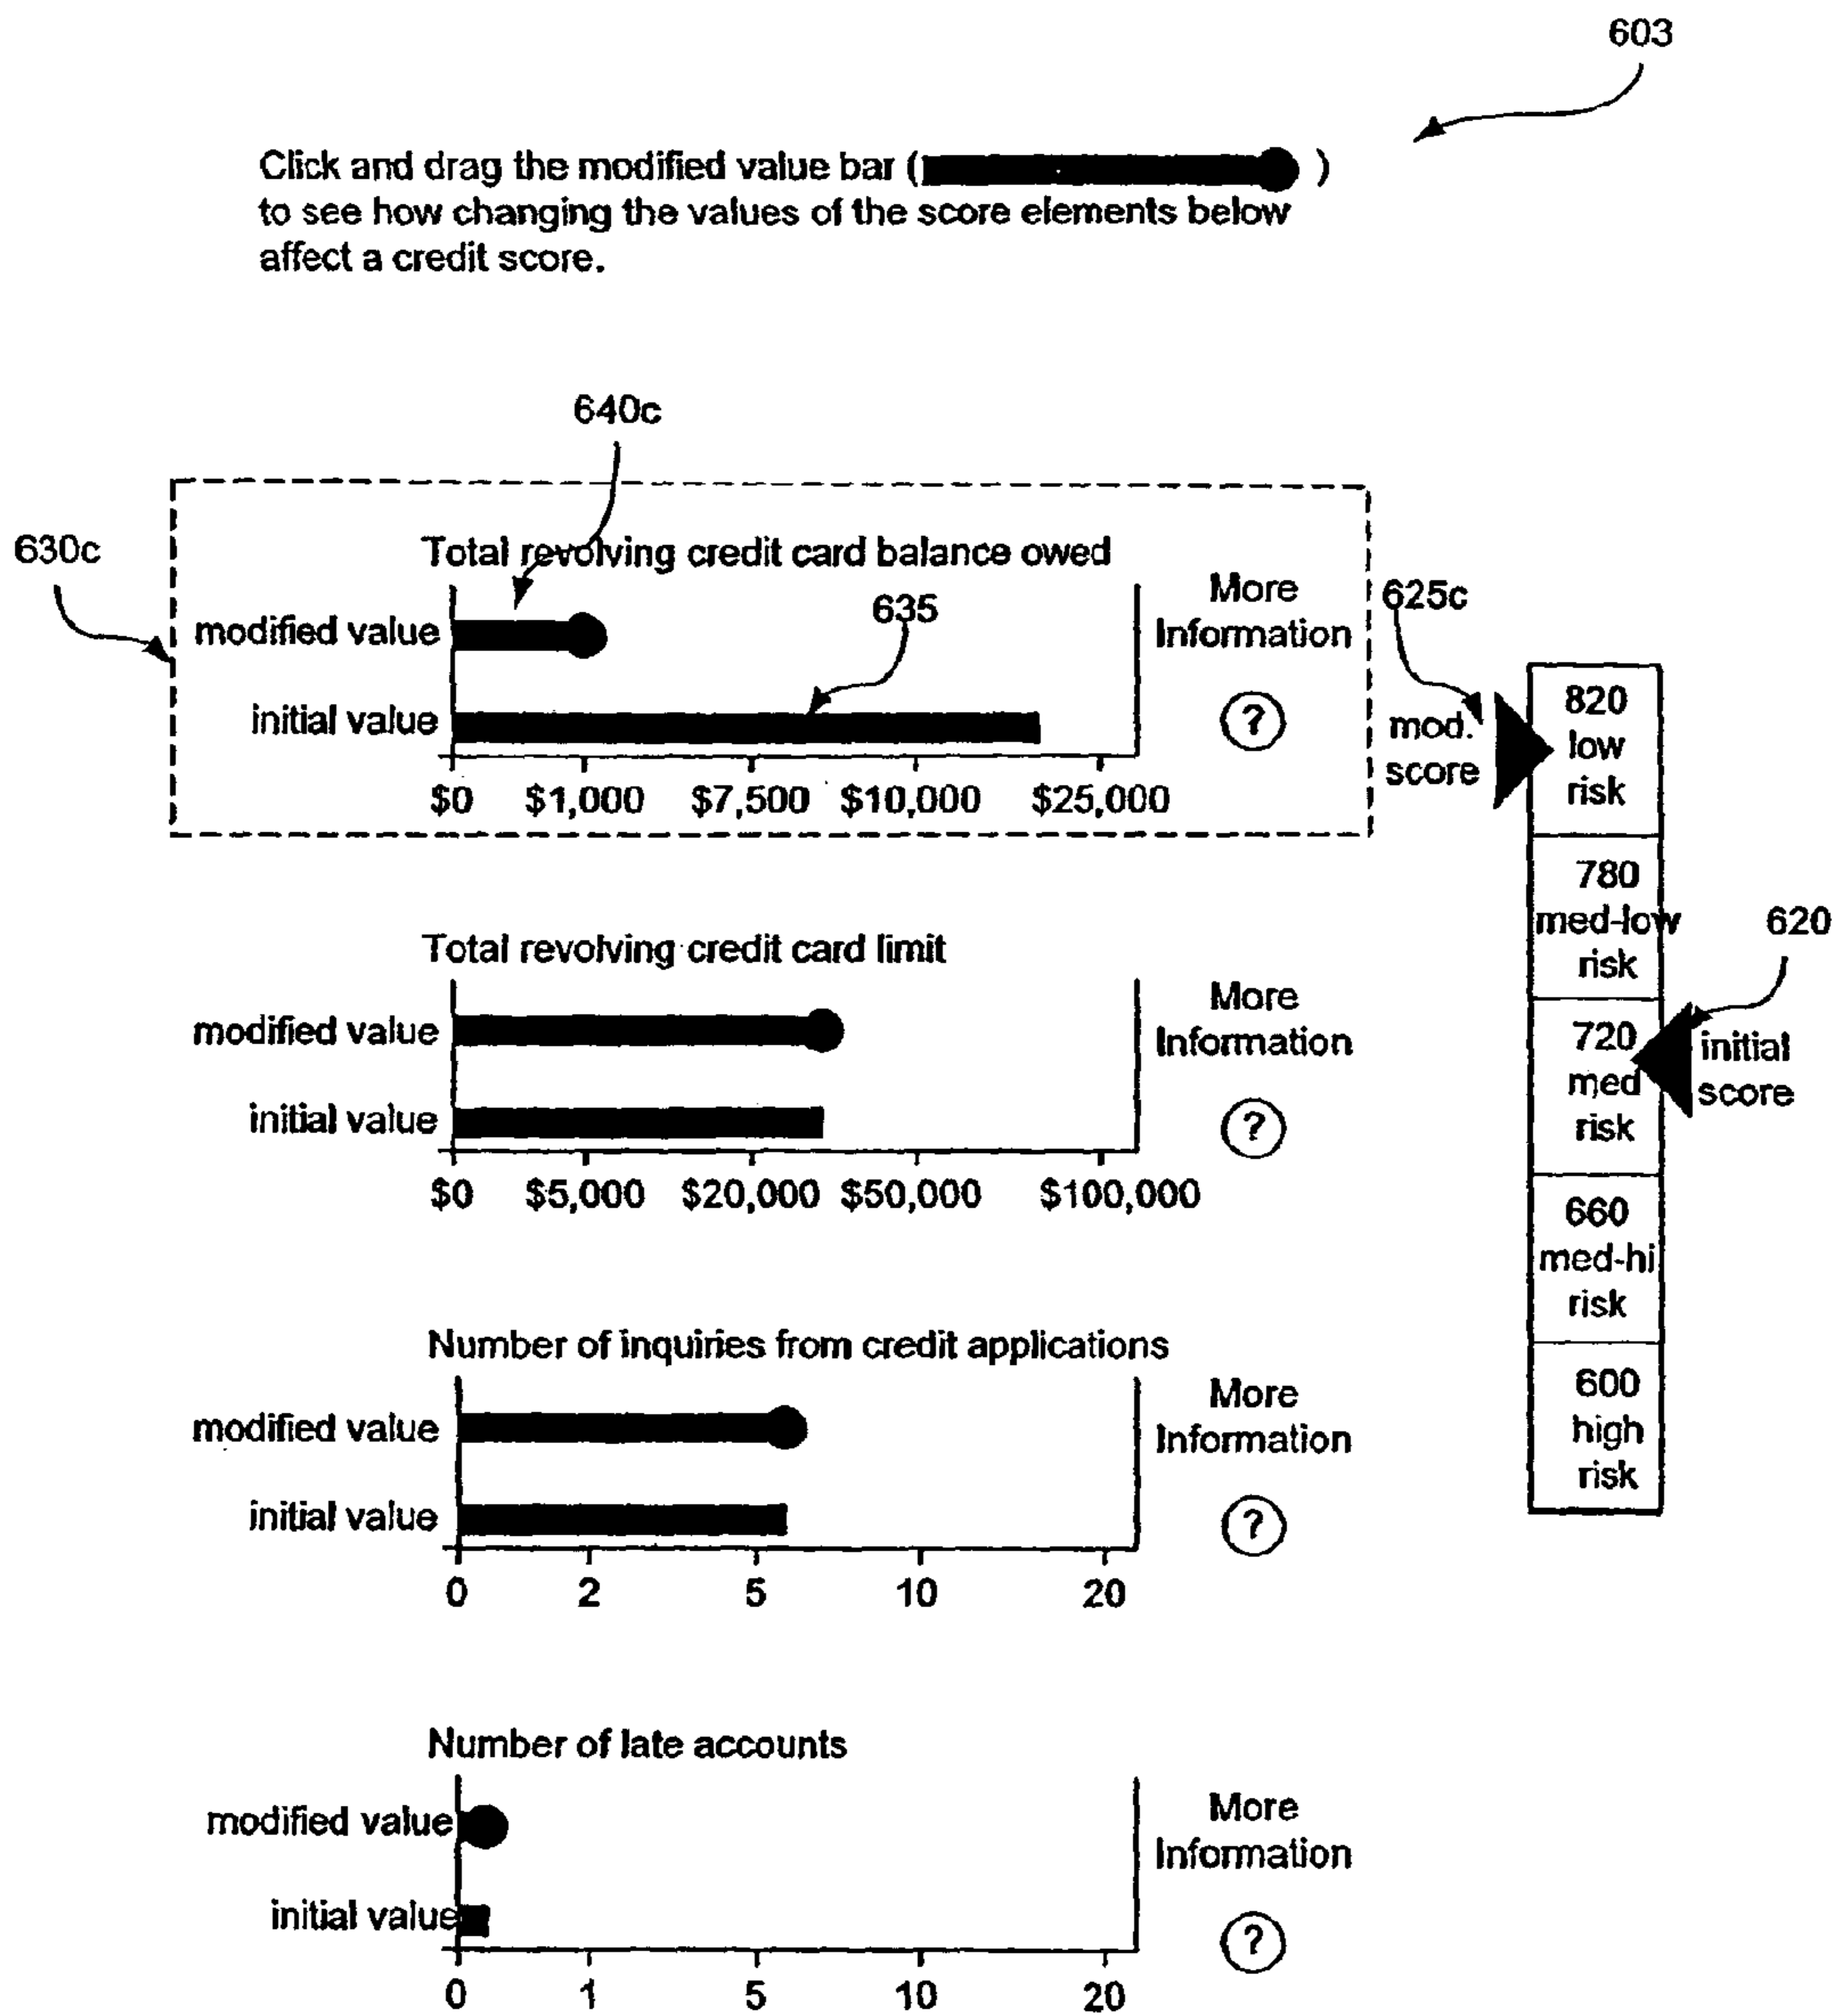 603
Click and drag the modified value bar ( )
to see how changing the values of the score elements below
affect a credit score.
640c
630c
Total revolving credit card balance owed
modified value
635
initial value
$0 $1,000 $7,500 $10,000 $25,000
More
Information
?
625c
mod.
score
820
low
risk
780
med-low
risk
620
720
med
risk
initial
score
660
med-hi
risk
600
high
risk
Total revolving credit card limit
modified value
initial value
$0 $5,000 $20,000 $50,000 $100,000
More
Information
?
Number of inquiries from credit applications
modified value
initial value
0 2 5 10 20
More
Information
?
Number of late accounts
modified value
initial value
0 1 5 10 20
More
Information
?